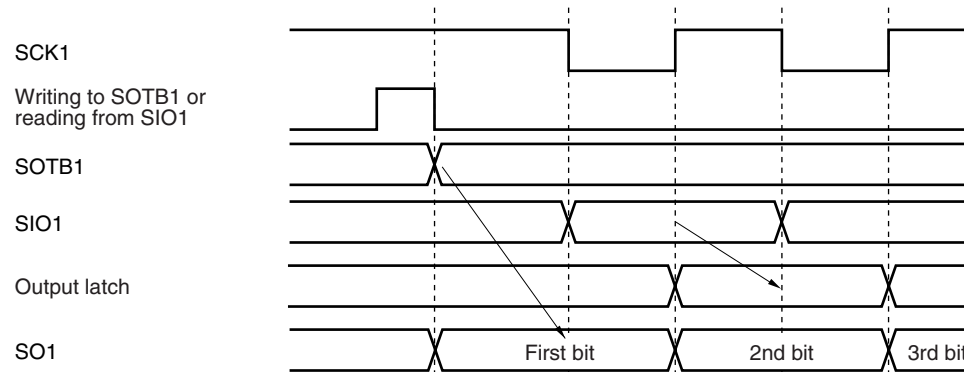 SCK1
Writing to SOTB1 or
reading from SIO1
SOTB1
SIO1
Output latch
SO1
First bit
2nd bit
3rd bit